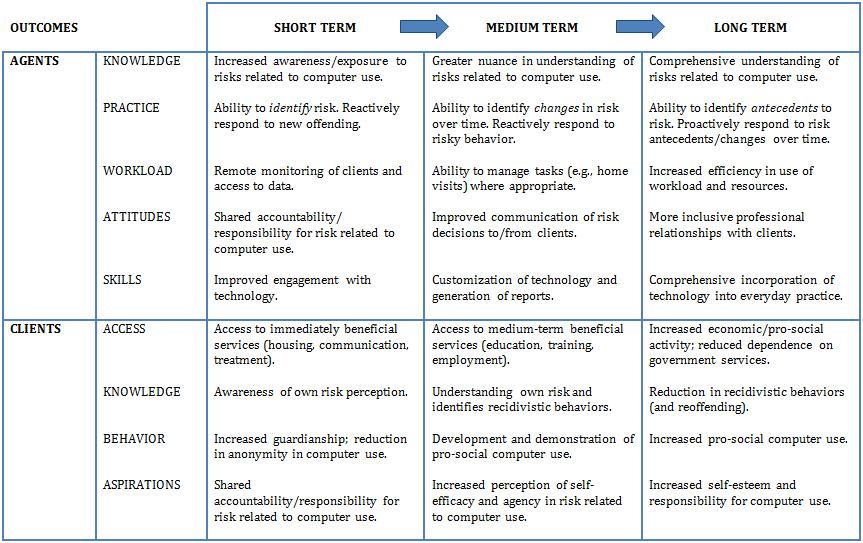 OUTCOMES SHORT TERM MEDIUM TERM LONG TERM
AGENTS KNOWLEDGE Increased awareness/exposure to Greater nuance in understanding of Comprehensive understanding of
risks related to computer use. risks related to computer use. risks related to computer use.
PRACTICE Ability to identify risk. Reactively Ability to identify changes in risk Ability to identify antecedents to
respond to new offending. over time. Reactively respond to risk. Proactively respond to risk
risky behavior. antecedents/changes over time.
WORKLOAD Remote monitoring of clients and Ability to manage tasks (e.g., home Increased efficiency in use of
access to data. visits) where appropriate. workload and resources.
ATTITUDES Shared accountability/ Improved communication of risk More inclusive professional
responsibility for risk related to decisions to/from clients. relationships with clients.
computer use.
SKILLS Improved engagement with Customization of technology and Comprehensive incorporation of
technology. generation of reports. technology into everyday practice.
CLIENTS ACCESS Access to immediately beneficial Access to medium-term beneficial Increased economic/pro-social
services (housing, communication, services (education, training, activity; reduced dependence on
treatment). employment). government services.
KNOWLEDGE Awareness of own risk perception. Understanding own risk and Reduction in recidivistic behaviors
identifies recidivistic behaviors. (and reoffending).
BEHAVIOR Increased guardianship; reduction Development and demonstration of Increased pro-social computer use.
in anonymity in computer use. pro-social computer use.
ASPIRATIONS Shared Increased perception of self- Increased self-esteem and
accountability/responsibility for efficacy and agency in risk related responsibility for computer use.
risk related to computer use. to computer use.